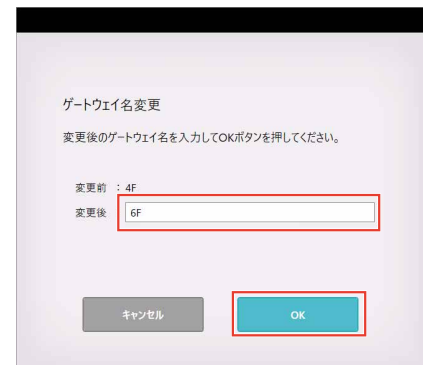 ゲートウェイ名変更
変更後のゲートウェイ名を入力してOKボタンを押してください。
変更前 : 4F
変更後 6F
キャンセル OK